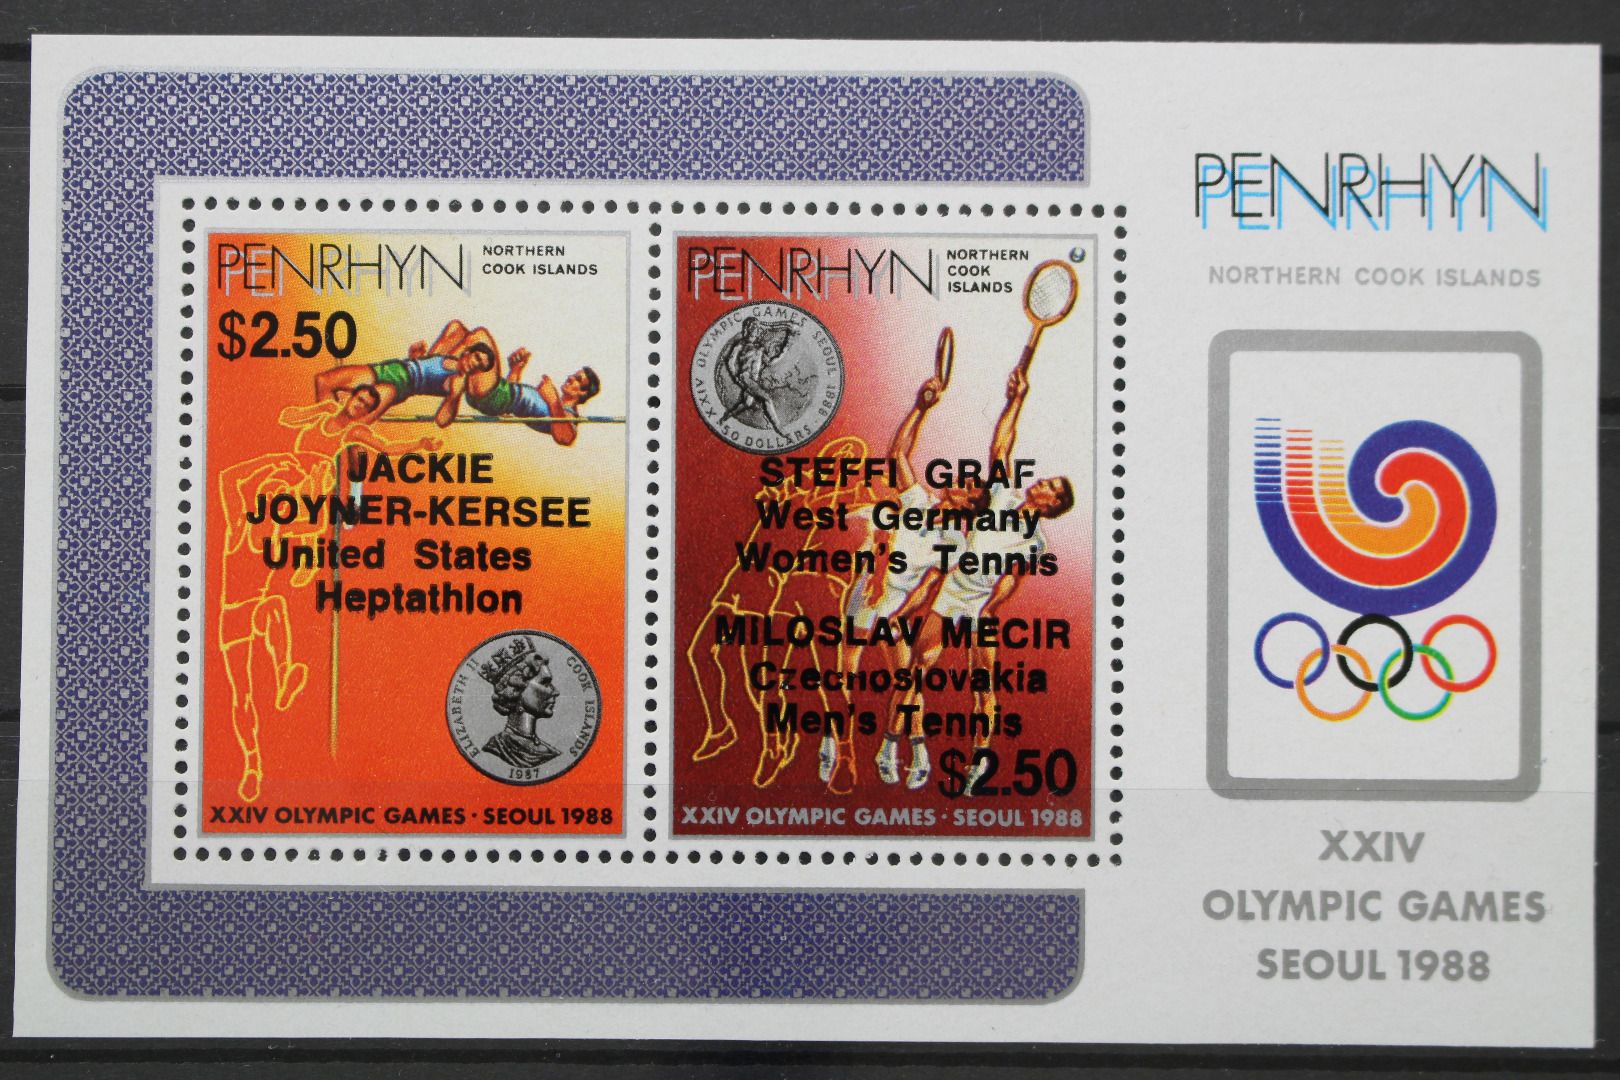 PENRHYN
NORTHERN
COOK ISLANDS
$2.50
JACKIE
JOYNER-KERSEE
United States
Heptathlon
ELIZABETH II
COOK ISLANDS
1987
XXIV OLYMPIC GAMES · SEOUL 1988
PENRHYN
NORTHERN
COOK
ISLANDS
XXIV OLYMPIC GAMES SEOUL 1988
50 DOLLARS
STEFFI GRAF
West Germany
Women's Tennis
MILOSLAV MECIR
Czechoslovakia
Men's Tennis
$2.50
XXIV OLYMPIC GAMES · SEOUL 1988
PENRHYN
NORTHERN COOK ISLANDS
XXIV
OLYMPIC GAMES
SEOUL 1988